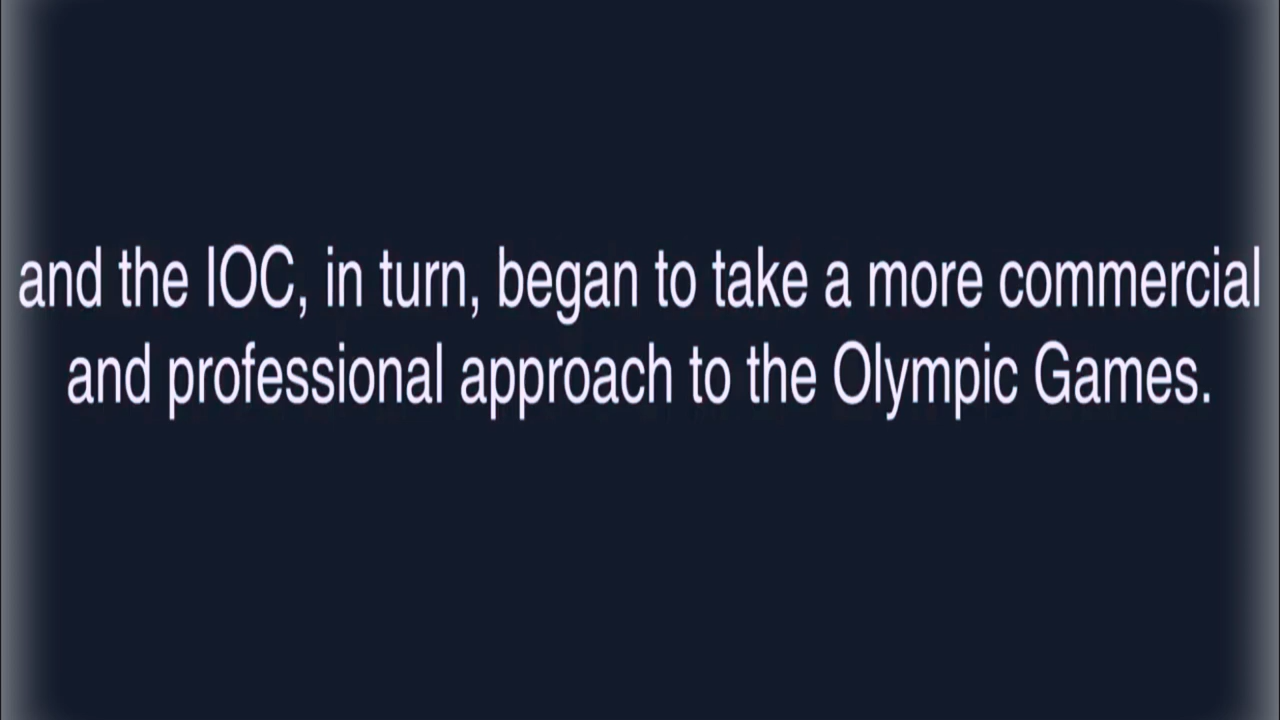 and the IOC, in turn, began to take a more commercial
and professional approach to the Olympic Games.